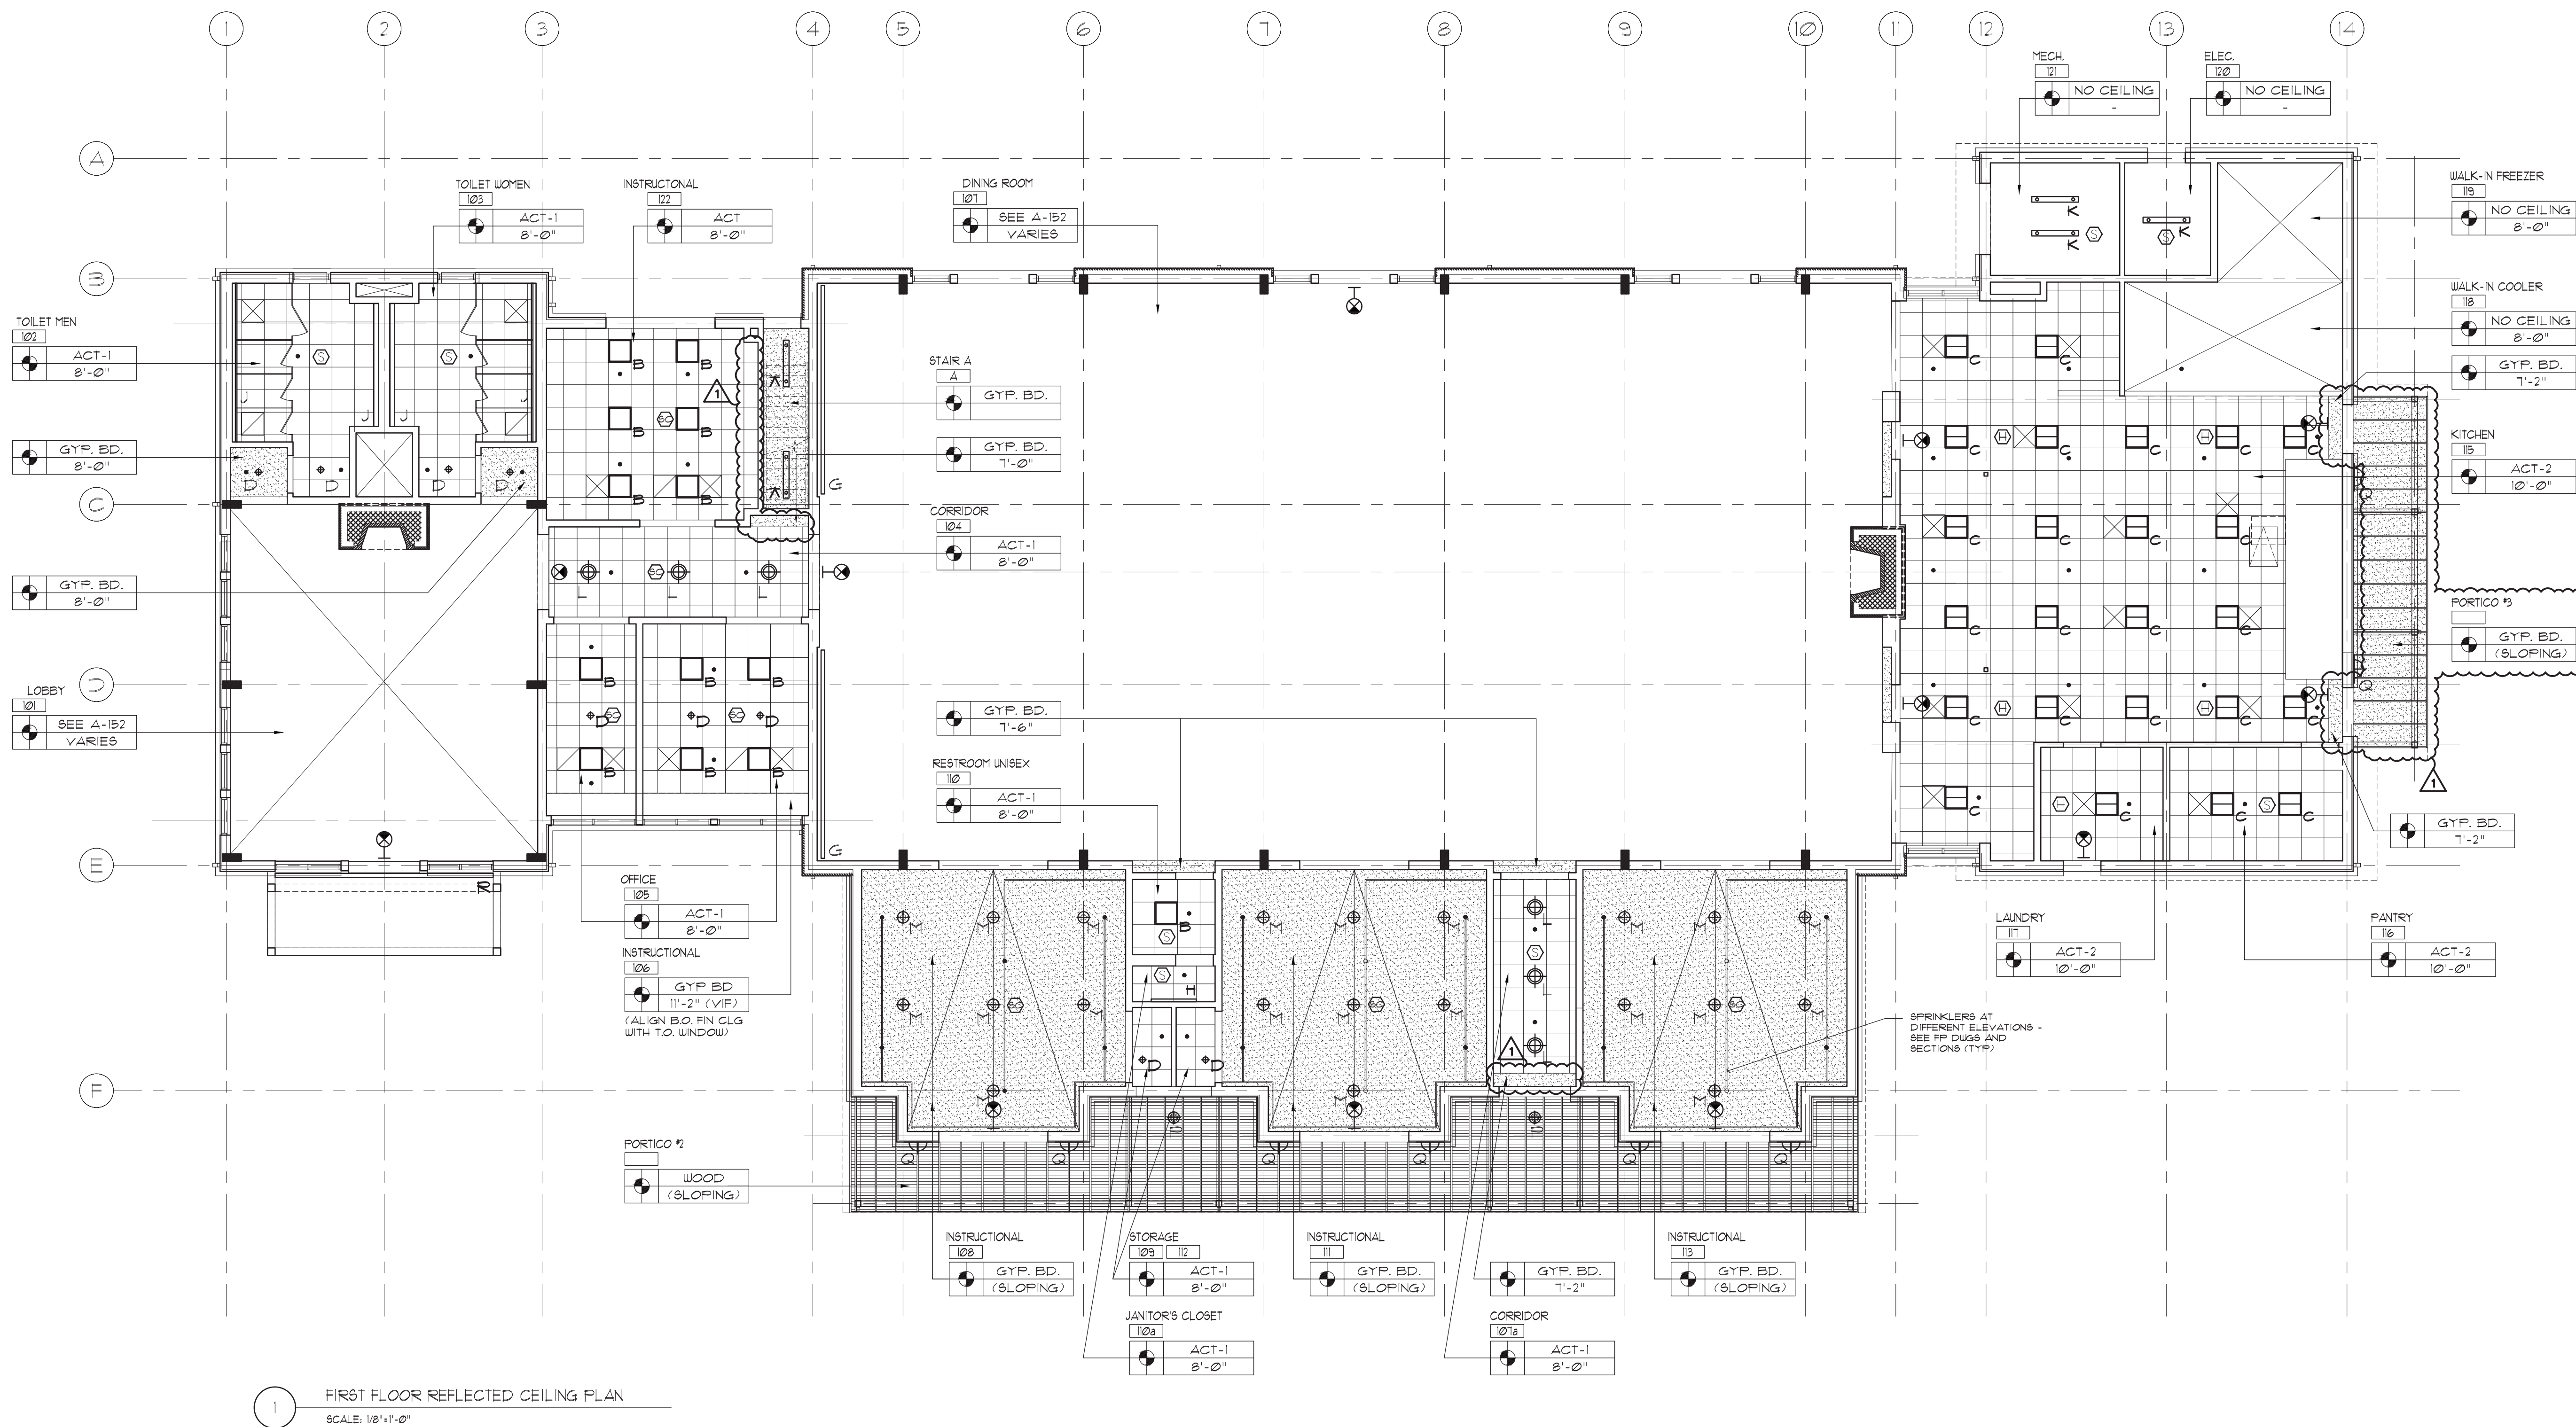 1 2 3 4 5 6 7 8 9 10 11 12 13 14
MECH.
121
NO CEILING
-
ELEC.
120
NO CEILING
-
A
TOILET WOMEN
103
ACT-1
8'-0"
INSTRUCTONAL
122
ACT
8'-0"
DINING ROOM
107
SEE A-152
VARIES
WALK-IN FREEZER
119
NO CEILING
8'-0"
K
K
S
K
S
B
WALK-IN COOLER
118
NO CEILING
8'-0"
GYP. BD.
7'-2"
TOILET MEN
102
ACT-1
8'-0"
S
S
J
J
J
J
B
B
B
B
B
B
SC
1
K
K
STAIR A
A
GYP. BD.
GYP. BD.
7'-0"
C
C
C
H
C
C
H
C
C
KITCHEN
115
ACT-2
10'-0"
GYP. BD.
8'-0"
D
D
D
D
C
G
Q
CORRIDOR
104
ACT-1
8'-0"
L
SC
L
L
C
C
C
C
GYP. BD.
8'-0"
C
C
C
C
PORTICO #3
GYP. BD.
(SLOPING)
LOBBY
101
SEE A-152
VARIES
D
B
B
B
D
SC
D
SC
D
B
B
B
GYP. BD.
7'-6"
Q
C
H
C
C
H
C
C
1
RESTROOM UNISEX
110
ACT-1
8'-0"
G
C
H
C
C
S
C
GYP. BD.
7'-2"
E
R
OFFICE
105
ACT-1
8'-0"
INSTRUCTIONAL
106
GYP BD
11'-2" (VIF)
(ALIGN B.O. FIN CLG
WITH T.O. WINDOW)
M
M
M
B
S
M
M
M
L
S
M
M
M
S
H
M
M
SC
M
M
M
SC
M
L
M
M
SC
M
LAUNDRY
117
ACT-2
10'-0"
PANTRY
116
ACT-2
10'-0"
SPRINKLERS AT
DIFFERENT ELEVATIONS -
SEE FP DWGS AND
SECTIONS (TYP)
D
D
1
L
F
M
M
M
P
P
PORTICO #2
WOOD
(SLOPING)
Q
Q
Q
Q
Q
Q
INSTRUCTIONAL
108
GYP. BD.
(SLOPING)
STORAGE
109 112
ACT-1
8'-0"
INSTRUCTIONAL
111
GYP. BD.
(SLOPING)
GYP. BD.
7'-2"
INSTRUCTIONAL
113
GYP. BD.
(SLOPING)
JANITOR'S CLOSET
110a
ACT-1
8'-0"
CORRIDOR
107a
ACT-1
8'-0"
1
FIRST FLOOR REFLECTED CEILING PLAN
SCALE: 1/8"=1'-0"